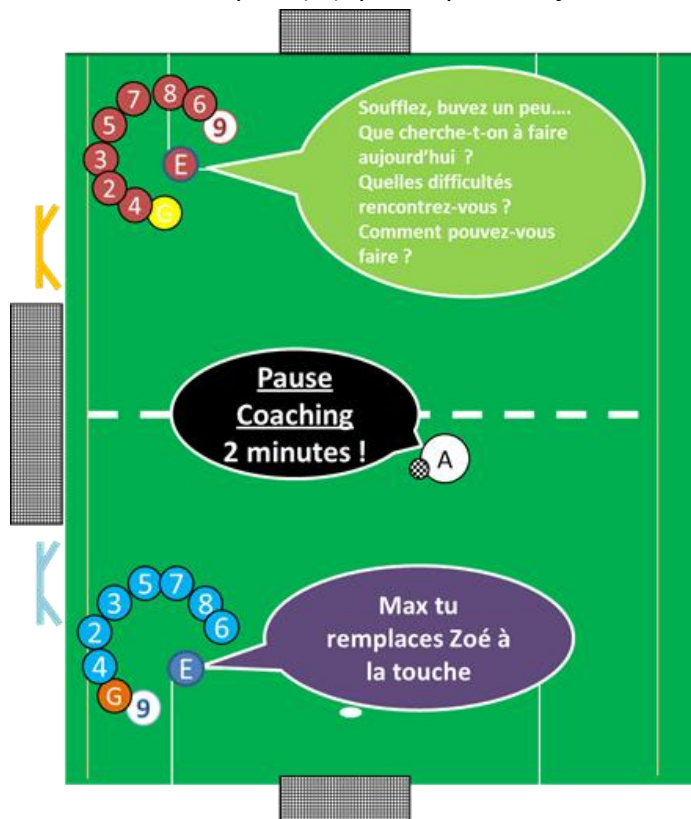 8
7
6
9
5
3
E
2
4
G
Soufflez, buvez un peu....
Que cherche-t-on à faire
aujourd'hui ?
Quelles difficultés
rencontrez-vous ?
Comment pouvez-vous
faire ?
Pause
Coaching
2 minutes !
A
5
7
3
8
6
2
4
E
G
9
Max tu
remplaces Zoé à
la touche